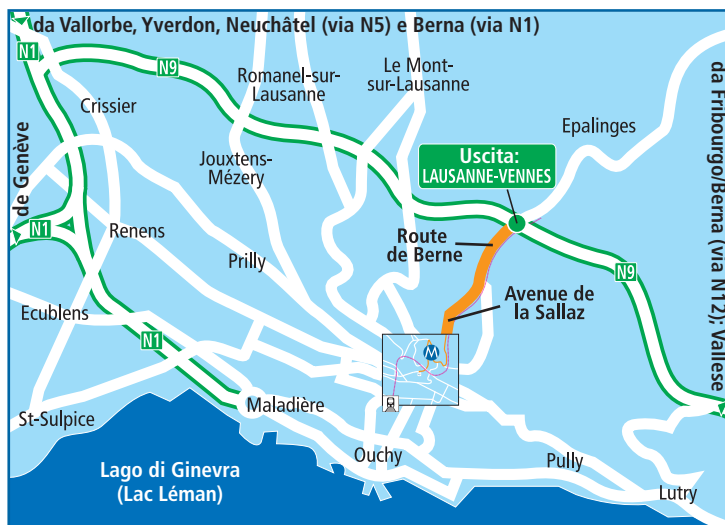 da Vallorbe, Yverdon, Neuchâtel (via N5) e Berna (via N1)
N1
N9
Romanel-sur-
Lausanne
Le Mont-
sur-Lausanne
Crissier
Epalinges
da Fribourgo/Berna (via N12); Vallese
de Genève
Jouxtens-
Mézery
Uscita:
LAUSANNE-VENNES
N1
Renens
Route
de Berne
Prilly
N9
Avenue de
la Sallaz
Ecublens
N1
M
St-Sulpice
Maladière
Ouchy
Pully
Lago di Ginevra
(Lac Léman)
Lutry